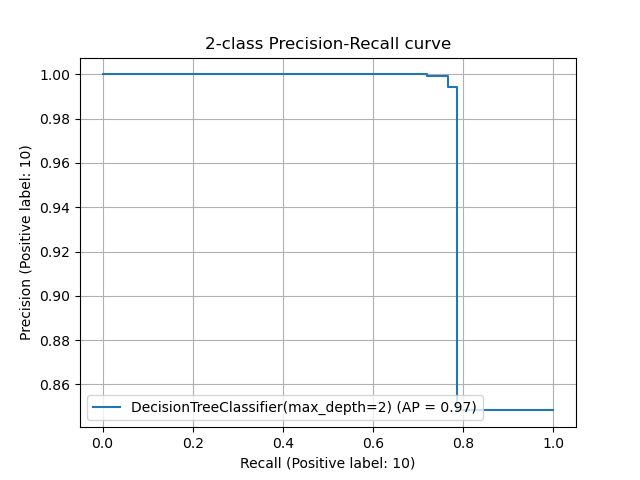 2-class Precision-Recall curve
1.00
0.98
0.96
0.94
0.92
0.90
0.88
0.86
Precision (Positive label: 10)
DecisionTreeClassifier(max_depth=2) (AP = 0.97)
0.0 0.2 0.4 0.6 0.8 1.0
Recall (Positive label: 10)